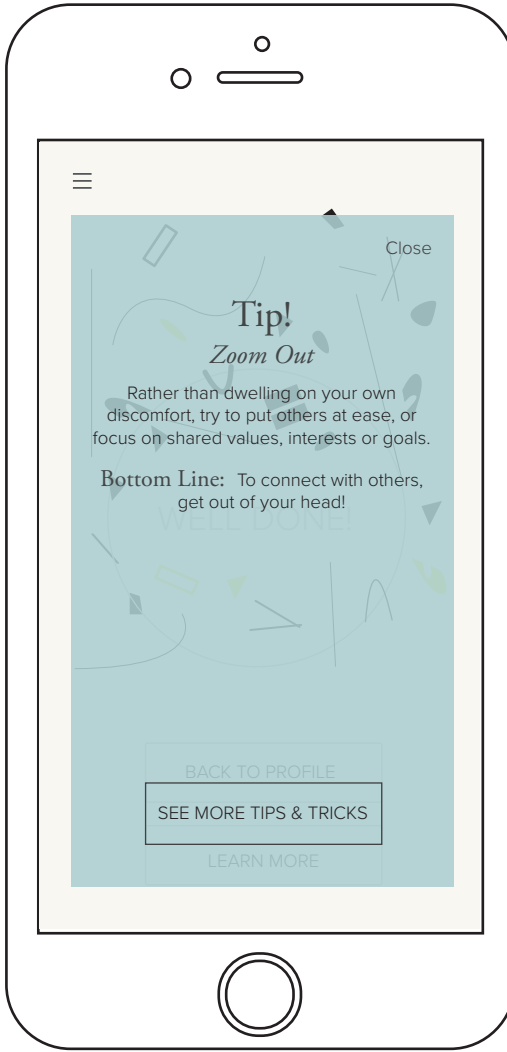 Close
Tip!
Zoom Out
Rather than dwelling on your own
discomfort, try to put others at ease, or
focus on shared values, interests or goals.
Bottom Line: To connect with others,
get out of your head!
WELL DONE!
BACK TO PROFILE
SEE MORE TIPS & TRICKS
LEARN MORE